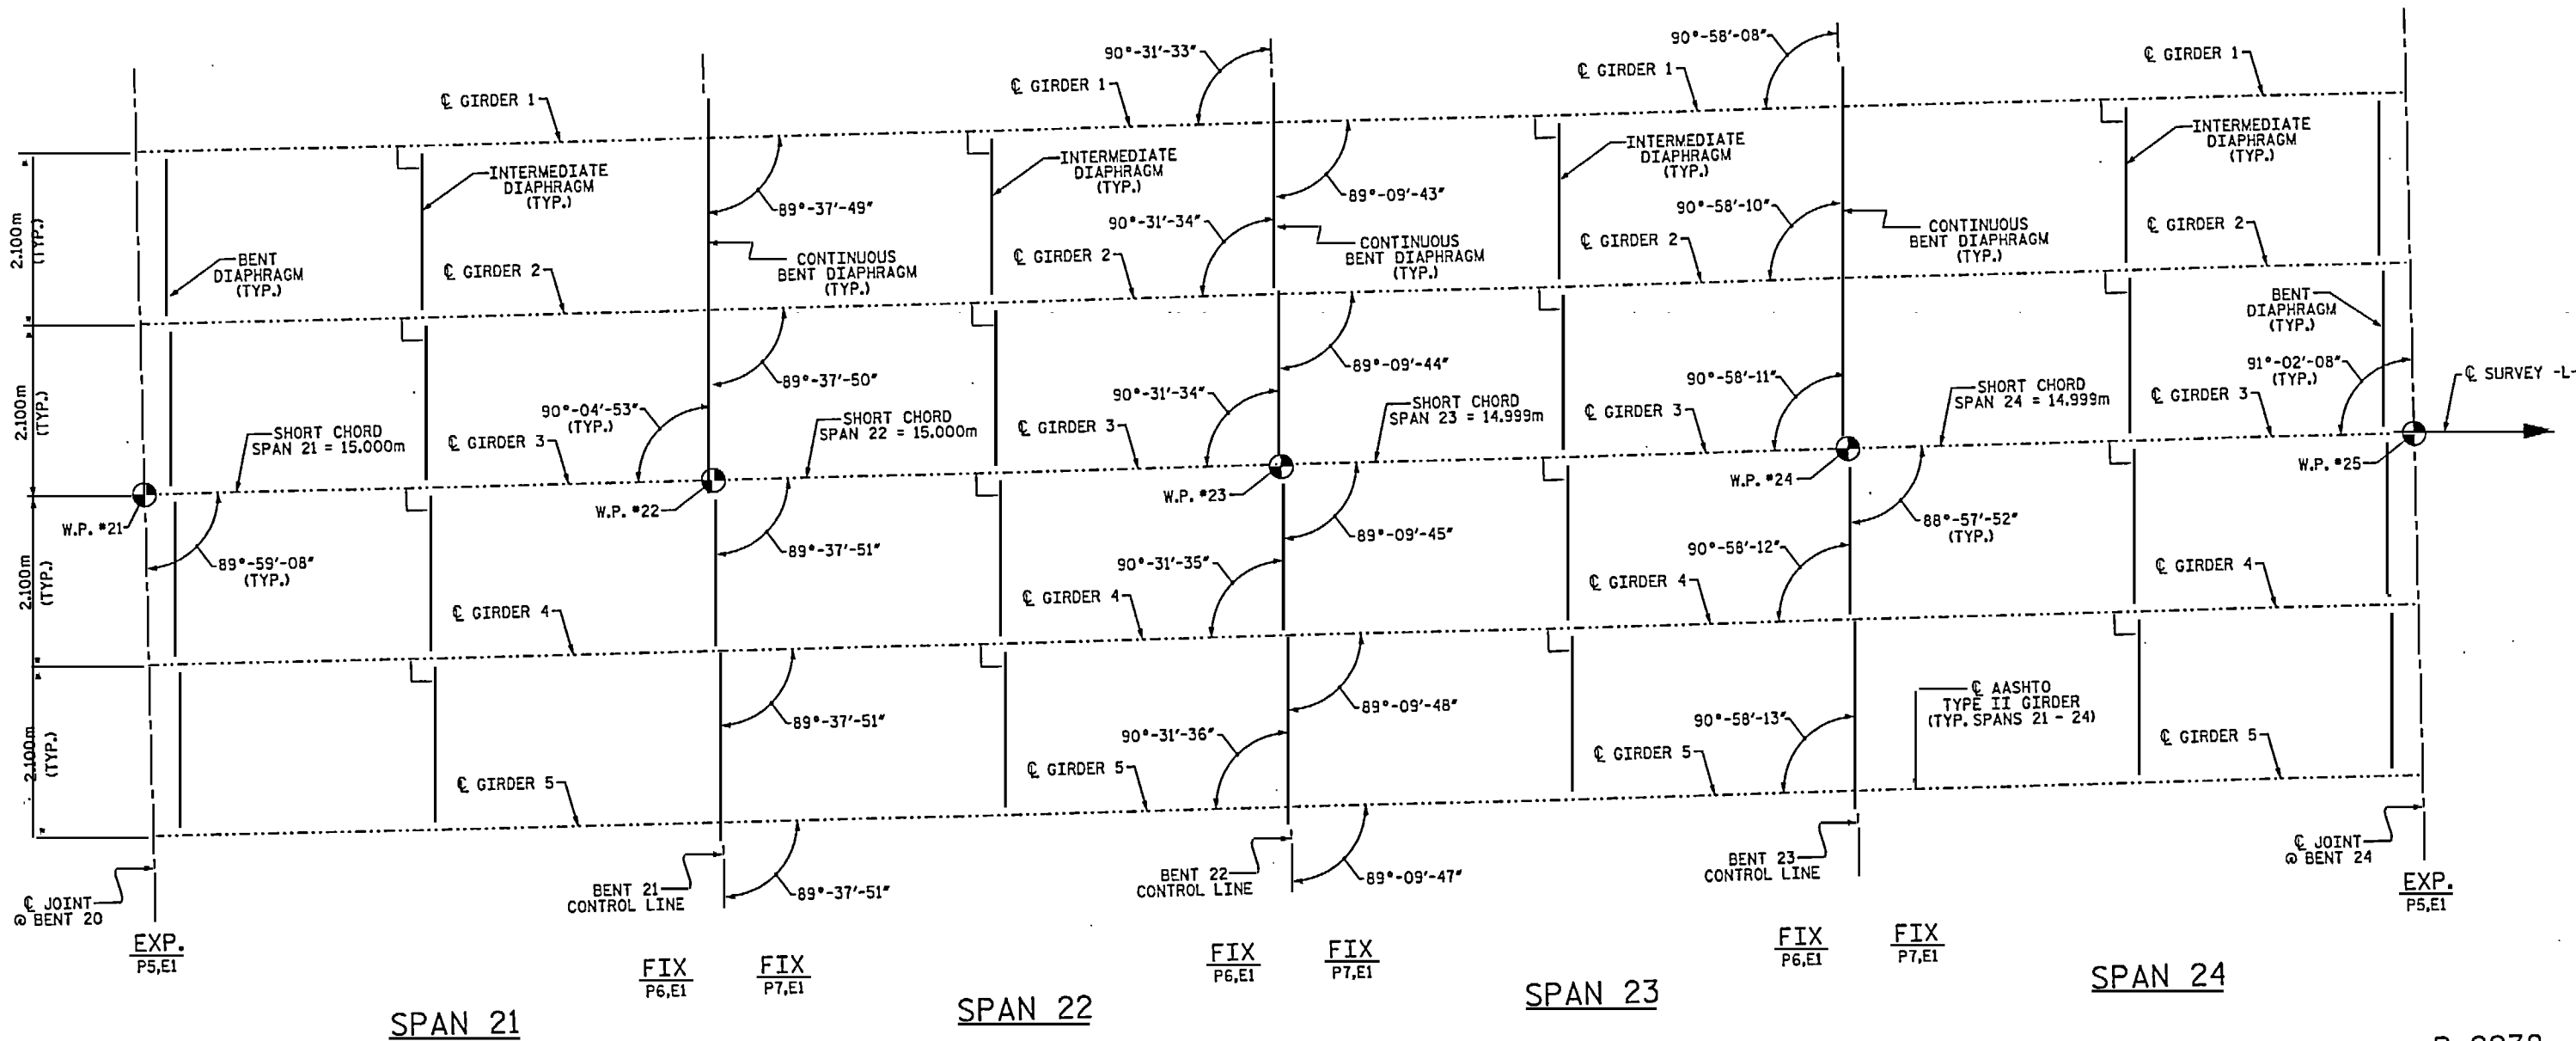 90°-31'-33"
90°-58'-08"
℄ GIRDER 1
℄ GIRDER 1
℄ GIRDER 1
℄ GIRDER 1
INTERMEDIATE
DIAPHRAGM
(TYP.)
INTERMEDIATE
DIAPHRAGM
(TYP.)
INTERMEDIATE
DIAPHRAGM
(TYP.)
INTERMEDIATE
DIAPHRAGM
(TYP.)
2.100m
(TYP.)
89°-37'-49"
90°-31'-34"
89°-09'-43"
90°-58'-10"
BENT
DIAPHRAGM
(TYP.)
℄ GIRDER 2
CONTINUOUS
BENT DIAPHRAGM
(TYP.)
℄ GIRDER 2
CONTINUOUS
BENT DIAPHRAGM
(TYP.)
℄ GIRDER 2
CONTINUOUS
BENT DIAPHRAGM
(TYP.)
℄ GIRDER 2
BENT
DIAPHRAGM
(TYP.)
2.100m
(TYP.)
89°-37'-50"
89°-09'-44"
91°-02'-08"
(TYP.)
℄ SURVEY -L-
SHORT CHORD
SPAN 21 = 15.000m
℄ GIRDER 3
90°-04'-53"
(TYP.)
SHORT CHORD
SPAN 22 = 15.000m
℄ GIRDER 3
90°-31'-34"
SHORT CHORD
SPAN 23 = 14.999m
℄ GIRDER 3
90°-58'-11"
SHORT CHORD
SPAN 24 = 14.999m
℄ GIRDER 3
W.P. #21
W.P. #22
W.P. #23
W.P. #24
W.P. #25
2.100m
(TYP.)
89°-59'-08"
(TYP.)
89°-37'-51"
90°-31'-35"
89°-09'-45"
90°-58'-12"
88°-57'-52"
(TYP.)
℄ GIRDER 4
℄ GIRDER 4
℄ GIRDER 4
℄ GIRDER 4
2.100m
(TYP.)
89°-37'-51"
90°-31'-36"
89°-09'-48"
90°-58'-13"
℄ AASHTO
TYPE II GIRDER
(TYP. SPANS 21 - 24)
℄ GIRDER 5
℄ GIRDER 5
℄ GIRDER 5
℄ GIRDER 5
℄ JOINT
@ BENT 20
BENT 21
CONTROL LINE
89°-37'-51"
BENT 22
CONTROL LINE
89°-09'-47"
BENT 23
CONTROL LINE
℄ JOINT
@ BENT 24
EXP.
P5,E1
FIX
P6,E1
FIX
P7,E1
FIX
P6,E1
FIX
P7,E1
FIX
P6,E1
FIX
P7,E1
EXP.
P5,E1
SPAN 21
SPAN 22
SPAN 23
SPAN 24